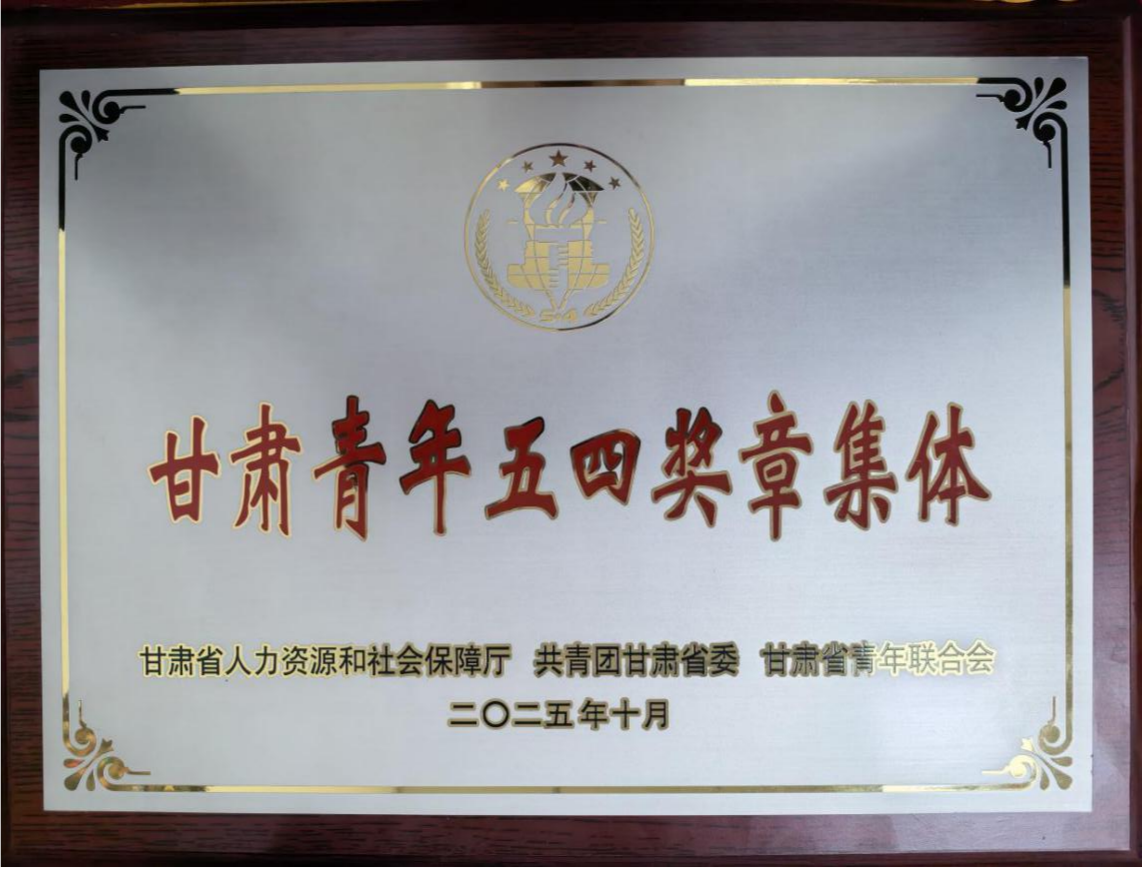 5·4
甘肃青年五四奖章集体
甘肃省人力资源和社会保障厅 共青团甘肃省委 甘肃省青年联合会
二〇二五年十月